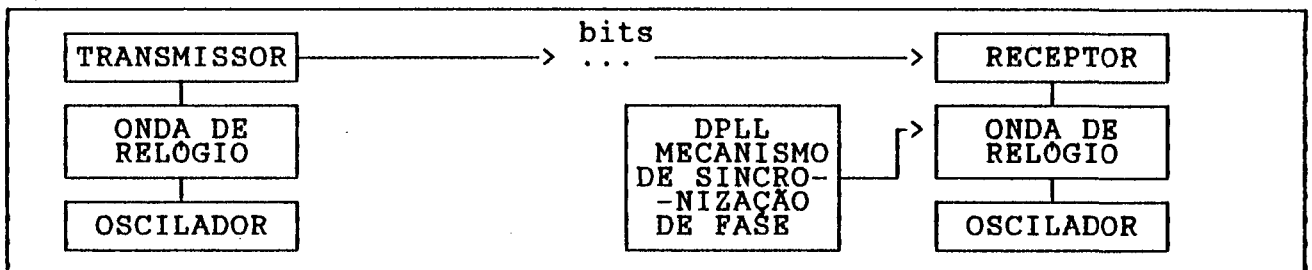 bits
TRANSMISSOR
> ... >
RECEPTOR
ONDA DE
RELÓGIO
DPLL
MECANISMO
DE SINCRO-
-NIZAÇÃO
DE FASE
>
ONDA DE
RELÓGIO
OSCILADOR
OSCILADOR